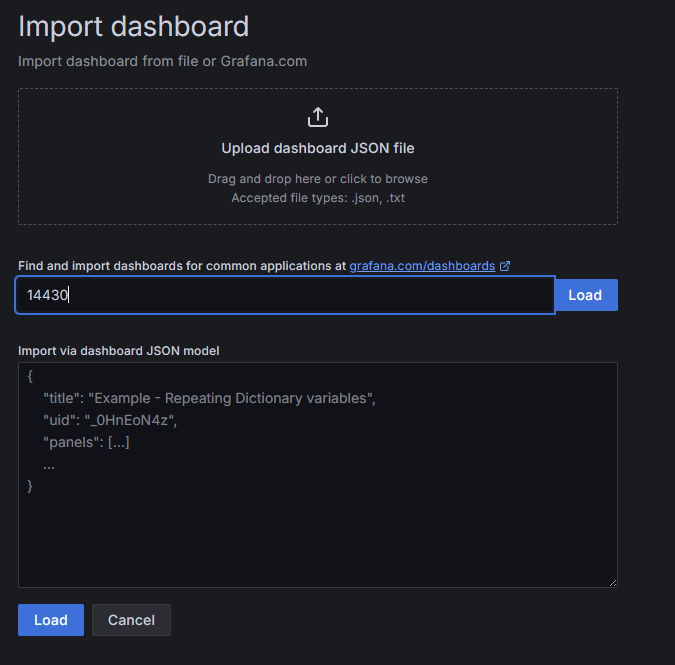 Import dashboard
Import dashboard from file or Grafana.com
Upload dashboard JSON file
Drag and drop here or click to browse
Accepted file types: .json, .txt
Find and import dashboards for common applications at grafana.com/dashboards
14430
Load
Import via dashboard JSON model
{
"title": "Example - Repeating Dictionary variables",
"uid": "_0HnEoN4z",
"panels": [...]
...
}
Load Cancel